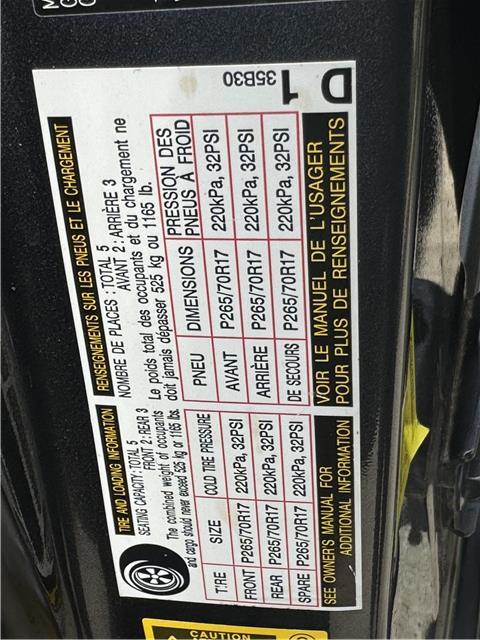 TIRE AND LOADING INFORMATION
SEATING CAPACITY: TOTAL 5
FRONT 2: REAR 3
The combined weight of occupants
and cargo should never exceed 525 kg or 1165 lbs.
TIRE SIZE COLD TIRE PRESSURE
FRONT P265/70R17 220kPa, 32PSI
REAR P265/70R17 220kPa, 32PSI
SPARE P265/70R17 220kPa, 32PSI
SEE OWNER'S MANUAL FOR
ADDITIONAL INFORMATION
RENSEIGNEMENTS SUR LES PNEUS ET LE CHARGEMENT
NOMBRE DE PLACES : TOTAL 5
AVANT 2 : ARRIÈRE 3
Le poids total des occupants et du chargement ne
doit jamais dépasser 525 kg ou 1165 lb.
PNEU DIMENSIONS PRESSION DES
PNEUS À FROID
AVANT P265/70R17 220kPa, 32PSI
ARRIÈRE P265/70R17 220kPa, 32PSI
DE SECOURS P265/70R17 220kPa, 32PSI
VOIR LE MANUEL DE L'USAGER
POUR PLUS DE RENSEIGNEMENTS
35B30
D1
CAUTION